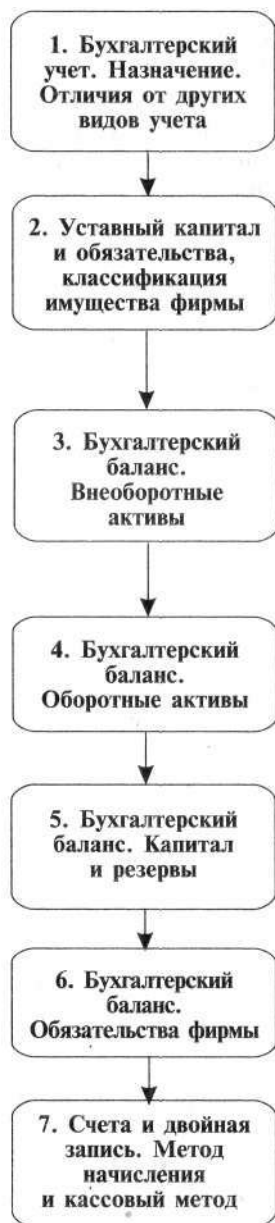 1. Бухгалтерский
учет. Назначение.
Отличия от других
видов учета
2. Уставный капитал
и обязательства,
классификация
имущества фирмы
3. Бухгалтерский
баланс.
Внеоборотные
активы
4. Бухгалтерский
баланс.
Оборотные активы
5. Бухгалтерский
баланс. Капитал
и резервы
6. Бухгалтерский
баланс.
Обязательства фирмы
7. Счета и двойная
запись. Метод
начисления
и кассовый метод